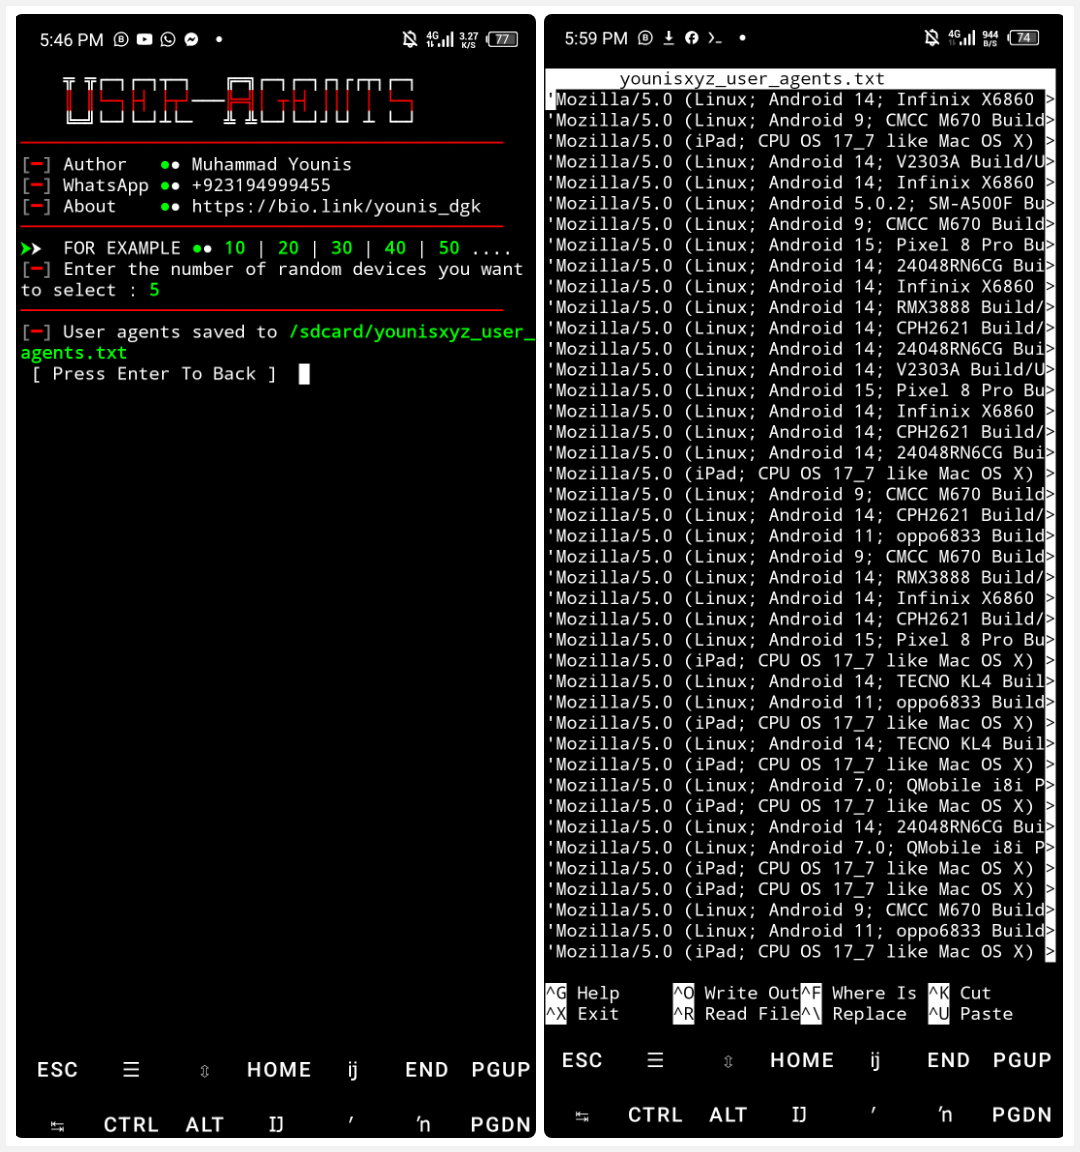 5:46 PM
4G
3.27
K/S
77
USER-AGENTS
[-] Author ●● Muhammad Younis
[-] WhatsApp ●● +923194999455
[-] About ●● https://bio.link/younis_dgk
FOR EXAMPLE ●● 10 | 20 | 30 | 40 | 50 ....
[-] Enter the number of random devices you want
to select : 5
[-] User agents saved to /sdcard/younisxyz_user_
agents.txt
[ Press Enter To Back ]
ESC ☰ ⇳ HOME ĳ END PGUP
↹ CTRL ALT Ĳ ′ ŉ PGDN
5:59 PM
4G
944
B/S
74
younisxyz_user_agents.txt
'Mozilla/5.0 (Linux; Android 14; Infinix X6860 >
'Mozilla/5.0 (Linux; Android 9; CMCC M670 Build>
'Mozilla/5.0 (iPad; CPU OS 17_7 like Mac OS X) >
'Mozilla/5.0 (Linux; Android 14; V2303A Build/U>
'Mozilla/5.0 (Linux; Android 14; Infinix X6860 >
'Mozilla/5.0 (Linux; Android 5.0.2; SM-A500F Bu>
'Mozilla/5.0 (Linux; Android 9; CMCC M670 Build>
'Mozilla/5.0 (Linux; Android 15; Pixel 8 Pro Bu>
'Mozilla/5.0 (Linux; Android 14; 24048RN6CG Bui>
'Mozilla/5.0 (Linux; Android 14; Infinix X6860 >
'Mozilla/5.0 (Linux; Android 14; RMX3888 Build/>
'Mozilla/5.0 (Linux; Android 14; CPH2621 Build/>
'Mozilla/5.0 (Linux; Android 14; 24048RN6CG Bui>
'Mozilla/5.0 (Linux; Android 14; V2303A Build/U>
'Mozilla/5.0 (Linux; Android 15; Pixel 8 Pro Bu>
'Mozilla/5.0 (Linux; Android 14; Infinix X6860 >
'Mozilla/5.0 (Linux; Android 14; CPH2621 Build/>
'Mozilla/5.0 (Linux; Android 14; 24048RN6CG Bui>
'Mozilla/5.0 (iPad; CPU OS 17_7 like Mac OS X) >
'Mozilla/5.0 (Linux; Android 9; CMCC M670 Build>
'Mozilla/5.0 (Linux; Android 14; CPH2621 Build/>
'Mozilla/5.0 (Linux; Android 11; oppo6833 Build>
'Mozilla/5.0 (Linux; Android 9; CMCC M670 Build>
'Mozilla/5.0 (Linux; Android 14; RMX3888 Build/>
'Mozilla/5.0 (Linux; Android 14; Infinix X6860 >
'Mozilla/5.0 (Linux; Android 14; CPH2621 Build/>
'Mozilla/5.0 (Linux; Android 15; Pixel 8 Pro Bu>
'Mozilla/5.0 (iPad; CPU OS 17_7 like Mac OS X) >
'Mozilla/5.0 (Linux; Android 14; TECNO KL4 Buil>
'Mozilla/5.0 (Linux; Android 11; oppo6833 Build>
'Mozilla/5.0 (iPad; CPU OS 17_7 like Mac OS X) >
'Mozilla/5.0 (Linux; Android 14; TECNO KL4 Buil>
'Mozilla/5.0 (iPad; CPU OS 17_7 like Mac OS X) >
'Mozilla/5.0 (Linux; Android 7.0; QMobile i8i P>
'Mozilla/5.0 (iPad; CPU OS 17_7 like Mac OS X) >
'Mozilla/5.0 (Linux; Android 14; 24048RN6CG Bui>
'Mozilla/5.0 (Linux; Android 7.0; QMobile i8i P>
'Mozilla/5.0 (iPad; CPU OS 17_7 like Mac OS X) >
'Mozilla/5.0 (iPad; CPU OS 17_7 like Mac OS X) >
'Mozilla/5.0 (Linux; Android 9; CMCC M670 Build>
'Mozilla/5.0 (Linux; Android 11; oppo6833 Build>
'Mozilla/5.0 (iPad; CPU OS 17_7 like Mac OS X) >
^G Help ^O Write Out ^F Where Is ^K Cut
^X Exit ^R Read File ^\ Replace ^U Paste
ESC ☰ ⇳ HOME ĳ END PGUP
↹ CTRL ALT Ĳ ′ ŉ PGDN